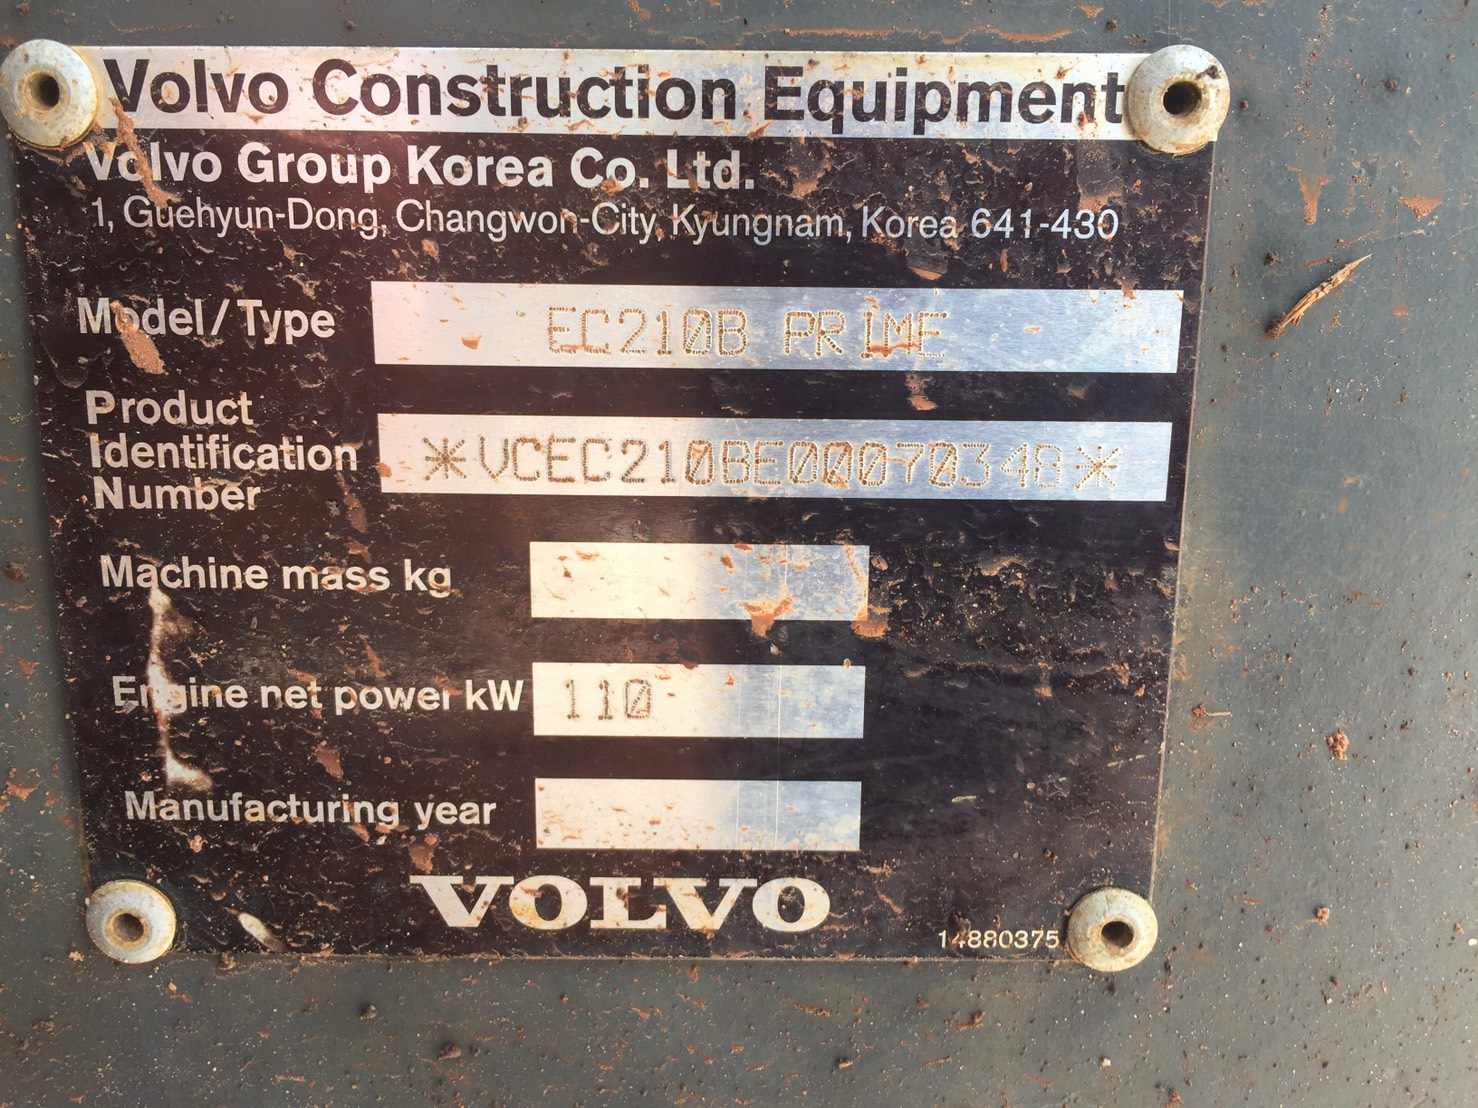 Volvo Construction Equipment
Volvo Group Korea Co. Ltd.
1, Guehyun-Dong, Changwon-City, Kyungnam, Korea 641-430
Model/Type EC210B PRIME
Product
Identification
Number
*VCEC210BE00070348*
Machine mass kg
Engine net power kW 110
Manufacturing year
VOLVO
14880375